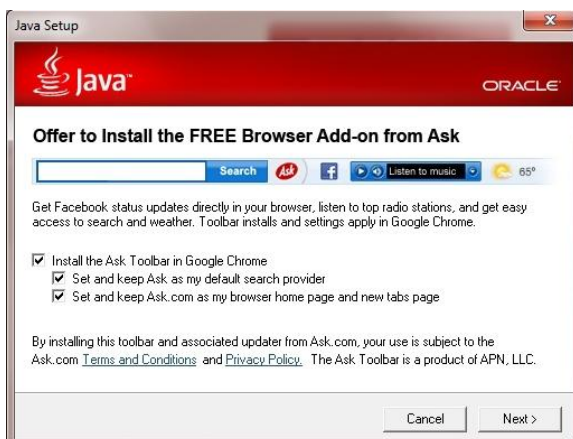 Java Setup
Java™
ORACLE
Offer to Install the FREE Browser Add-on from Ask
Search Ask f Listen to music 65°
Get Facebook status updates directly in your browser, listen to top radio stations, and get easy
access to search and weather. Toolbar installs and settings apply in Google Chrome.
Install the Ask Toolbar in Google Chrome
Set and keep Ask as my default search provider
Set and keep Ask.com as my browser home page and new tabs page
By installing this toolbar and associated updater from Ask.com, your use is subject to the
Ask.com Terms and Conditions and Privacy Policy. The Ask Toolbar is a product of APN, LLC.
Cancel Next >